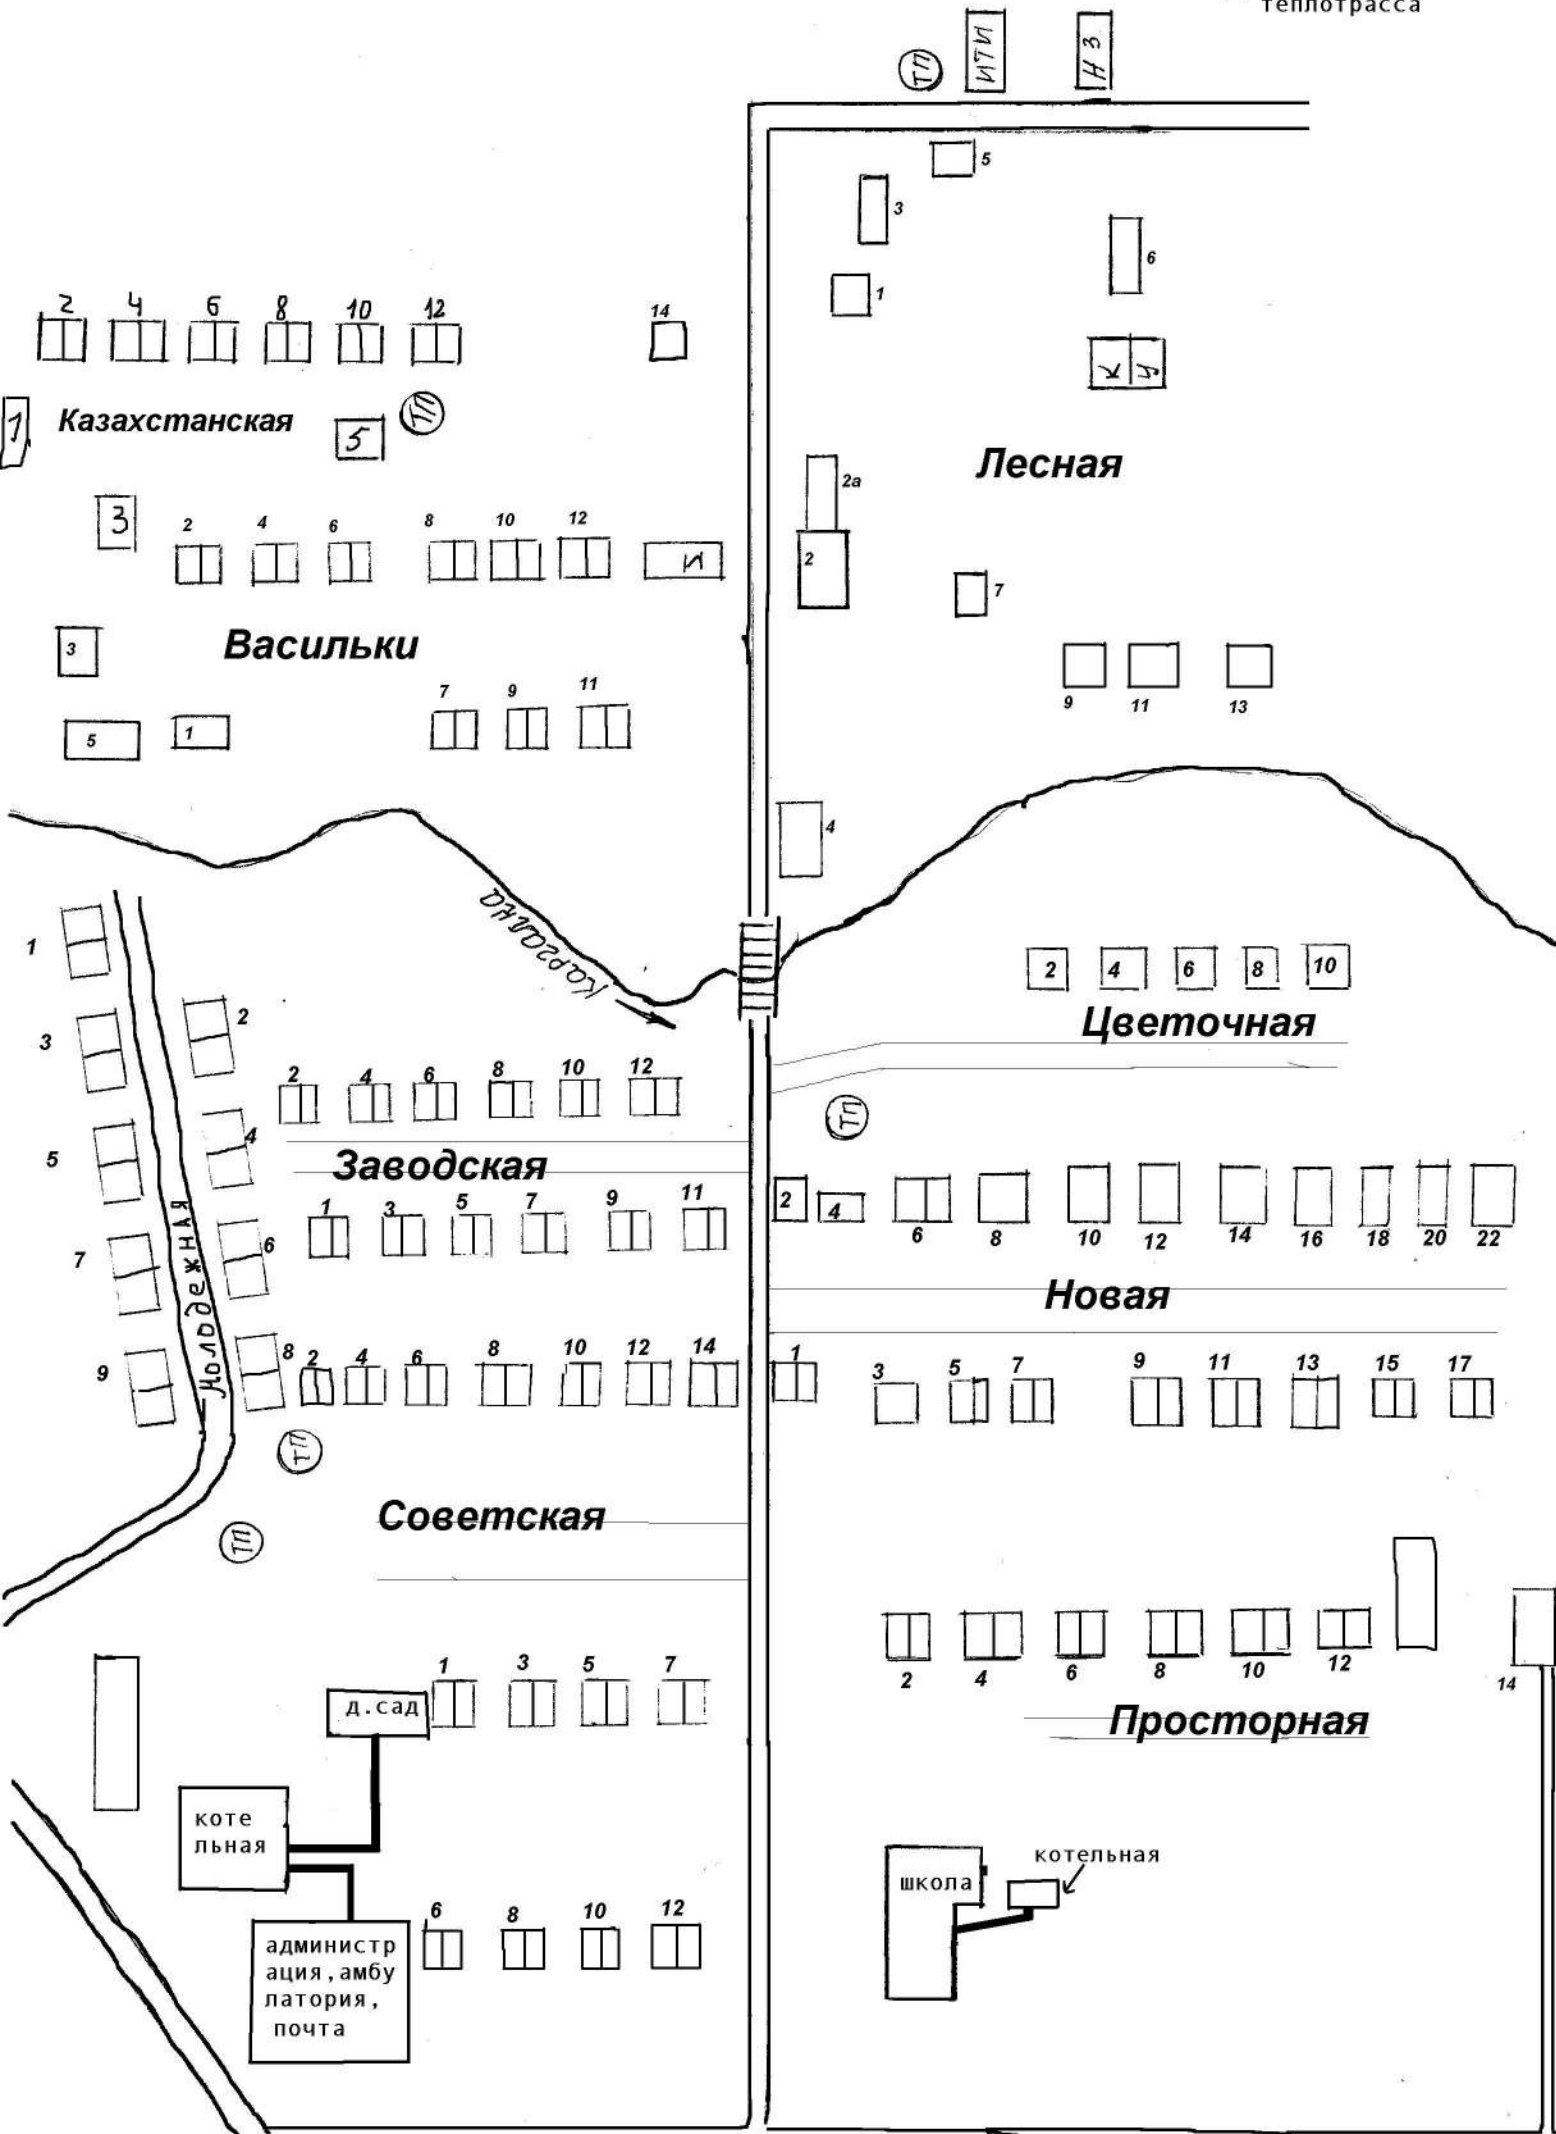 теплотрасса
ТП
ИТИ
НЗ
5
3
6
1
2 4 6 8 10 12 14
К У
1
Казахстанская
5
ТП
Лесная
2а
3
2 4 6 8 10 12
И
2
7
3
Васильки
9 11 13
7 9 11
5
1
4
Каргалка
1
3
5
7
9
2
4
6
8
Молодежная
2 4 6 8 10
Цветочная
2 4 6 8 10 12
ТП
Заводская
1 3 5 7 9 11
2 4 6 8 10 12 14 16 18 20 22
Новая
2 4 6 8 10 12 14
1 3 5 7 9 11 13 15 17
ТП
Советская
ТП
2 4 6 8 10 12 14
Просторная
1 3 5 7
д.сад
коте
льная
школа
котельная
6 8 10 12
администр
ация,амбу
латория,
почта